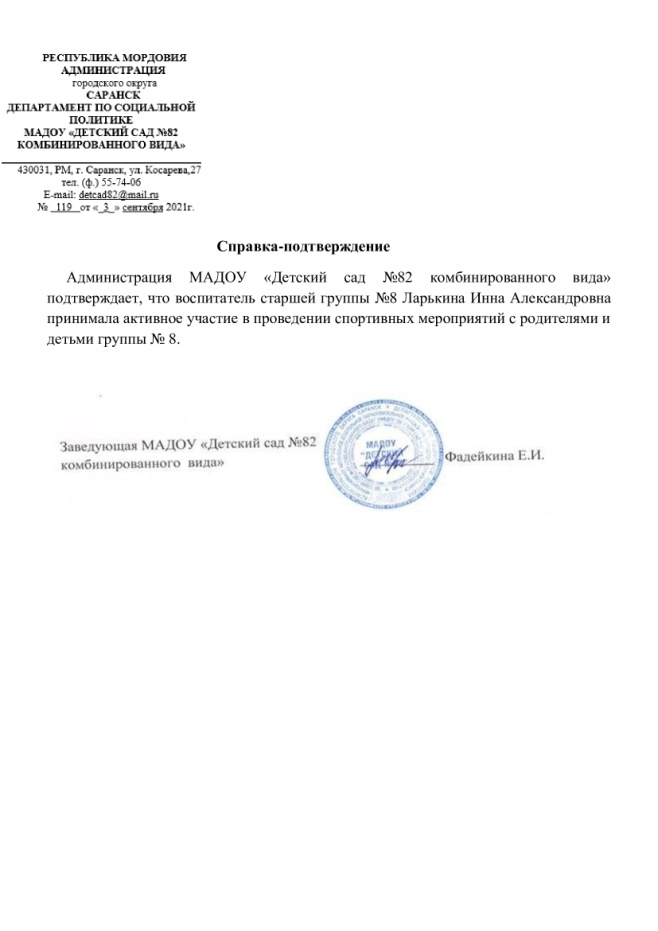 РЕСПУБЛИКА МОРДОВИЯ
АДМИНИСТРАЦИЯ
городского округа
САРАНСК
ДЕПАРТАМЕНТ ПО СОЦИАЛЬНОЙ
ПОЛИТИКЕ
МАДОУ «ДЕТСКИЙ САД №82
КОМБИНИРОВАННОГО ВИДА»
430031, РМ, г. Саранск, ул. Косарева,27
тел. (ф.) 55-74-06
E-mail: detcad82@mail.ru
№ 119 от « 3 » сентября 2021г.
Справка-подтверждение
Администрация МАДОУ «Детский сад №82 комбинированного вида»
подтверждает, что воспитатель старшей группы №8 Ларькина Инна Александровна
принимала активное участие в проведении спортивных мероприятий с родителями и
детьми группы № 8.
Заведующая МАДОУ «Детский сад №82
комбинированного вида»
МАДОУ
"ДЕТСКИЙ
Фадейкина Е.И.